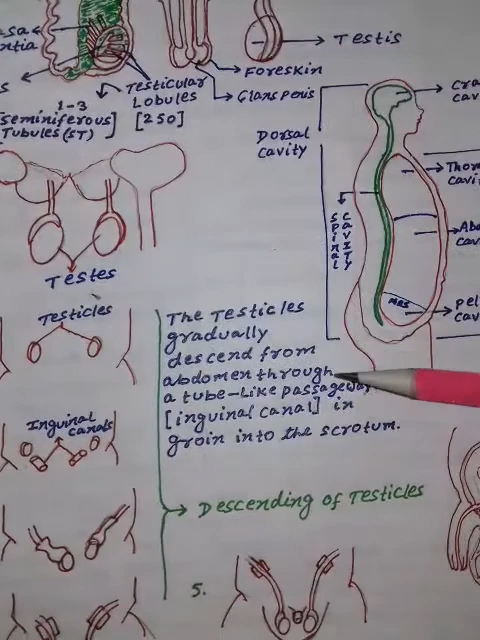 Testis
Foreskin
Glans Penis
Testicular
Lobules
[250]
1-3
[seminiferous]
Tubules (ST)
Dorsal
cavity
spinal
cavity
Testes
Testicles
The Testicles
gradually
descend from
abdomen through
a tube-like passageway
[inguinal canal] in
groin into the scrotum.
Inguinal
canals
Descending of Testicles
5.